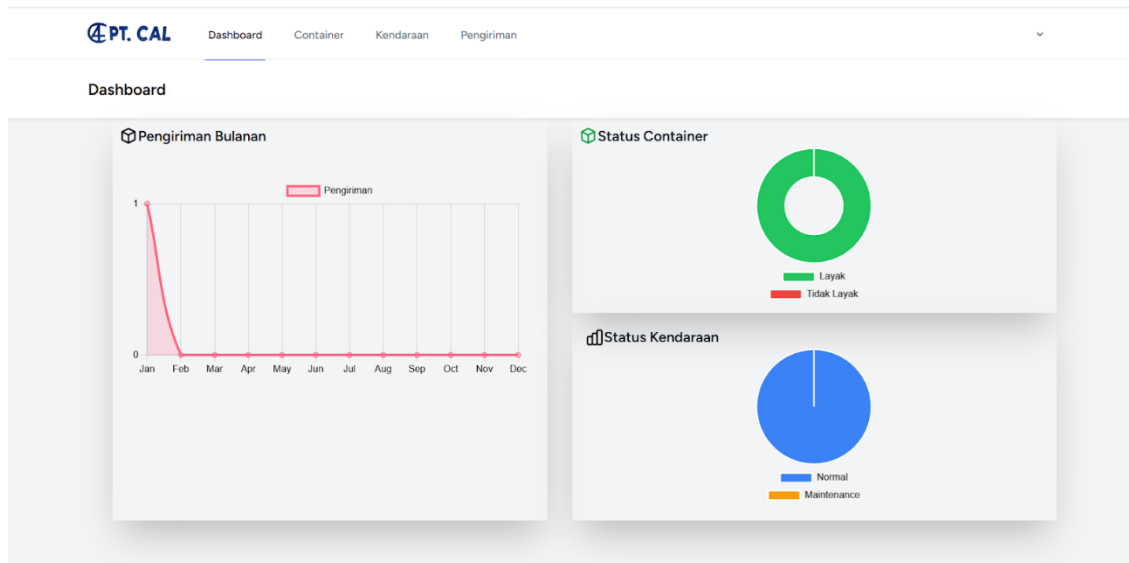 PT. CAL Dashboard Container Kendaraan Pengiriman
Dashboard
Pengiriman Bulanan
Pengiriman
1
0
Jan Feb Mar Apr May Jun Jul Aug Sep Oct Nov Dec
Status Container
Layak
Tidak Layak
Status Kendaraan
Normal
Maintenance